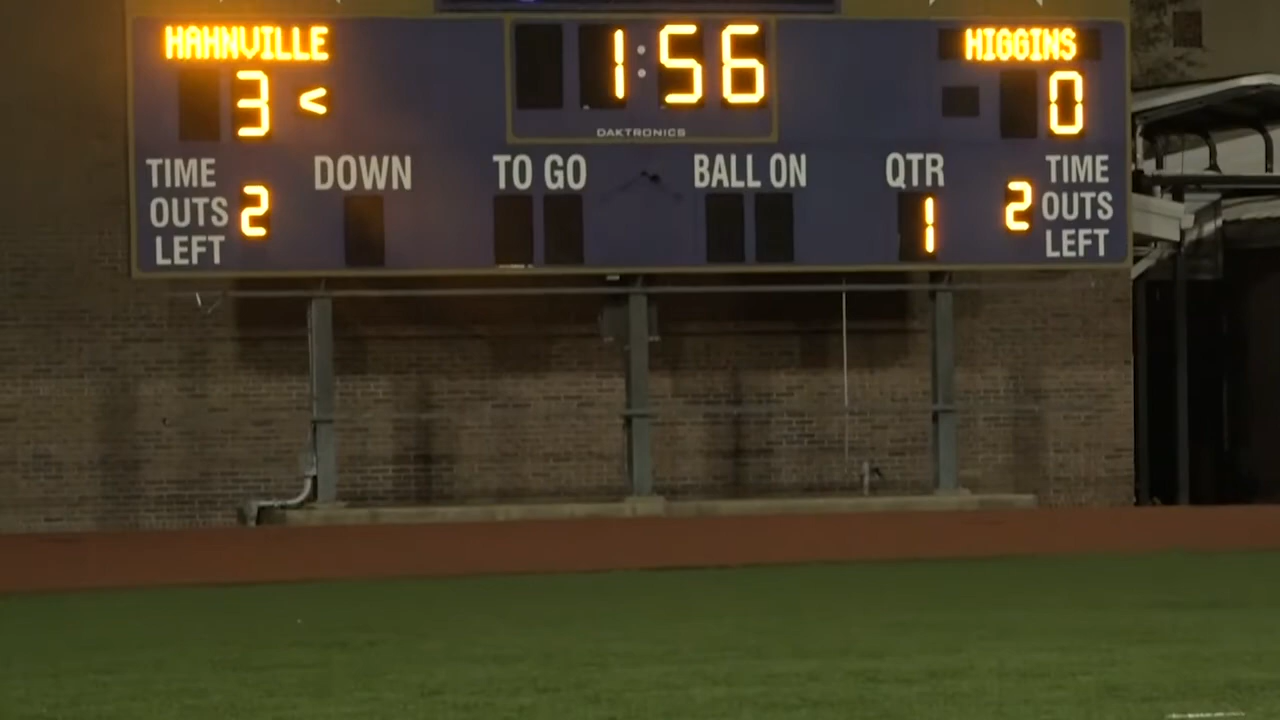 HAHNVILLE
1:56
HIGGINS
3 <
0
DAKTRONICS
TIME OUTS LEFT 2
DOWN
TO GO
BALL ON
QTR 1
2 TIME OUTS LEFT